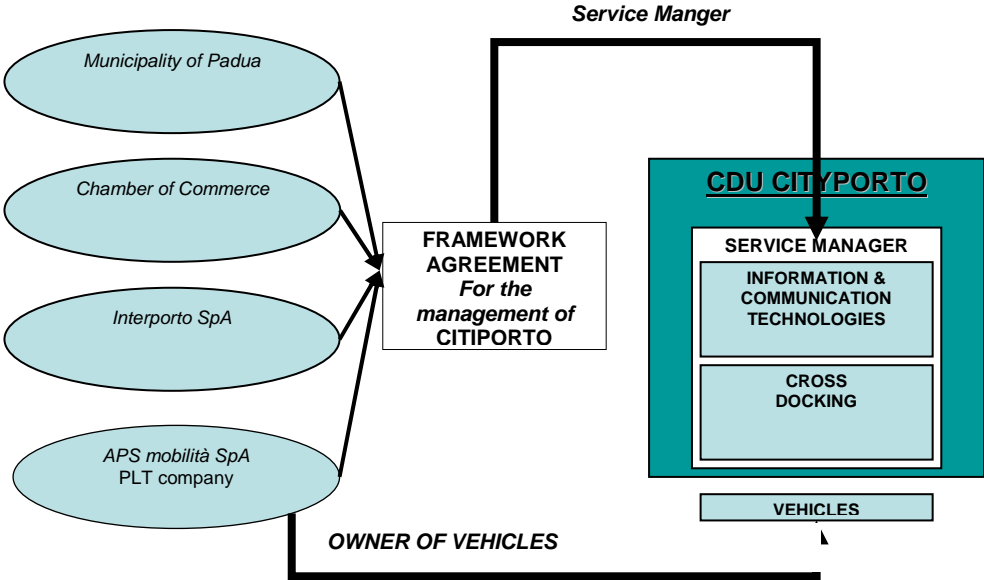 Service Manger
Municipality of Padua
Chamber of Commerce
Interporto SpA
APS mobilità SpA
PLT company
FRAMEWORK
AGREEMENT
For the
management of
CITIPORTO
CDU CITYPORTO
SERVICE MANAGER
INFORMATION &
COMMUNICATION
TECHNOLOGIES
CROSS
DOCKING
VEHICLES
OWNER OF VEHICLES